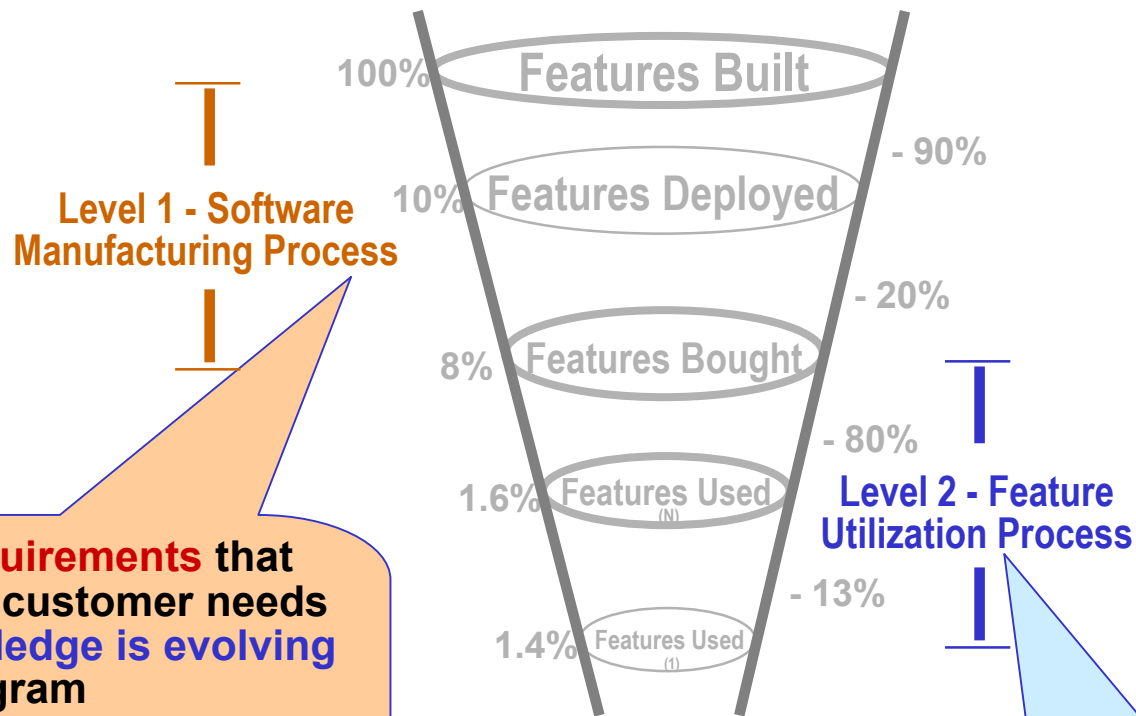 100%
Features Built
- 90%
10%
Features Deployed
Level 1 - Software
Manufacturing Process
- 20%
8%
Features Bought
- 80%
1.6%
Features Used
(N)
Level 2 - Feature
Utilization Process
- 13%
1.4%
Features Used
(1)
uirements that
customer needs
ledge is evolving
gram